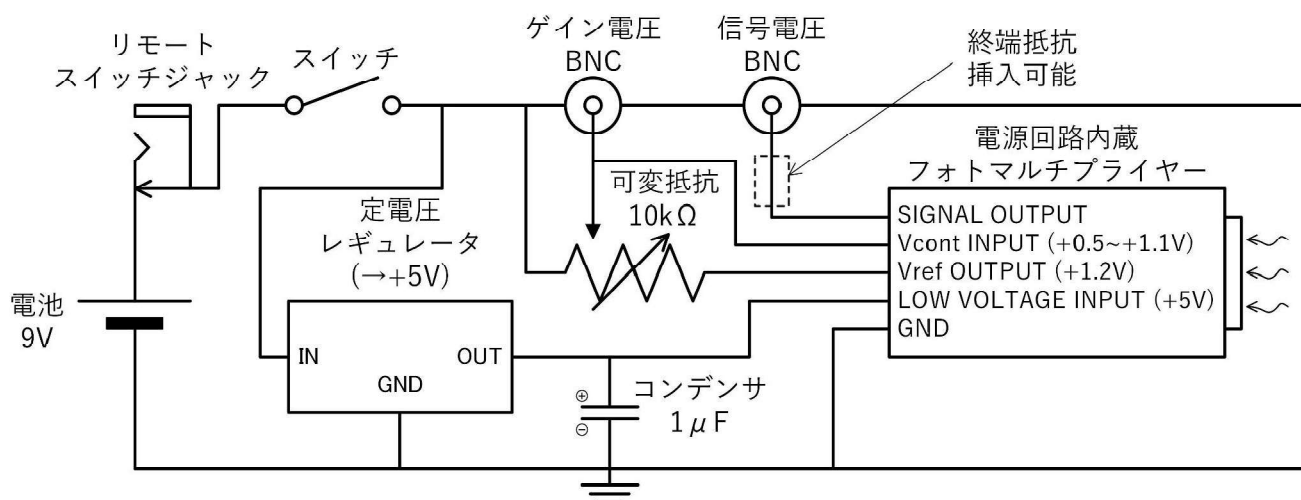 リモート
スイッチジャック
スイッチ
ゲイン電圧
BNC
信号電圧
BNC
終端抵抗
挿入可能
電源回路内蔵
フォトマルチプライヤー
SIGNAL OUTPUT
Vcont INPUT (+0.5~+1.1V)
Vref OUTPUT (+1.2V)
LOW VOLTAGE INPUT (+5V)
GND
可変抵抗
10kΩ
定電圧
レギュレータ
(→+5V)
電池
9V
IN
OUT
GND
⊕
⊖
コンデンサ
1μF